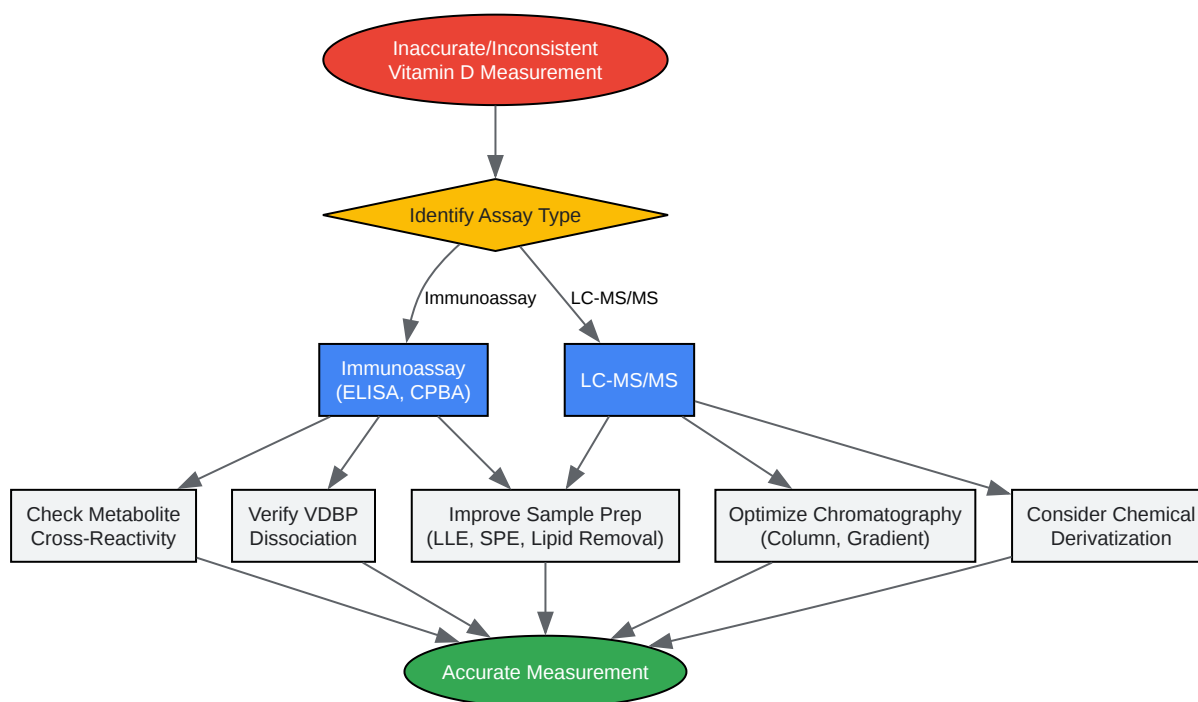 Inaccurate/Inconsistent
Vitamin D Measurement
Identify Assay Type
Immunoassay
LC-MS/MS
Immunoassay
(ELISA, CPBA)
LC-MS/MS
Check Metabolite
Cross-Reactivity
Verify VDBP
Dissociation
Improve Sample Prep
(LLE, SPE, Lipid Removal)
Optimize Chromatography
(Column, Gradient)
Consider Chemical
Derivatization
Accurate Measurement